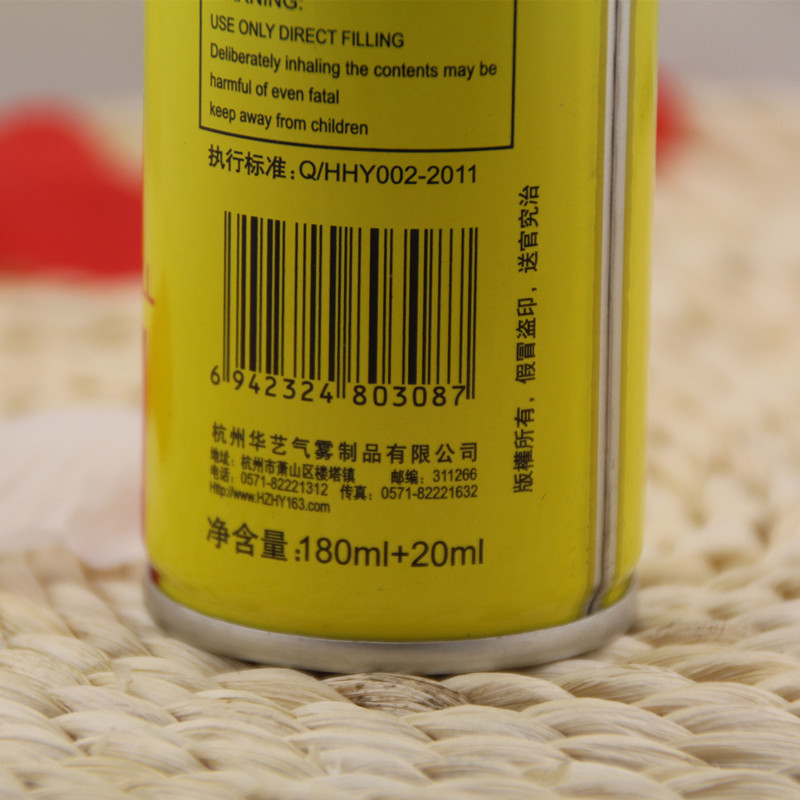 WARNING:
USE ONLY DIRECT FILLING
Deliberately inhaling the contents may be
harmful of even fatal
keep away from children
执行标准:Q/HHY002-2011
6 942324 803087
杭州华艺气雾制品有限公司
地址：杭州市萧山区楼塔镇 邮编：311266
电话：0571-82221312 传真：0571-82221632
Http://www.HZHY163.com
净含量:180ml+20ml
版權所有，假冒盗印，送官究治